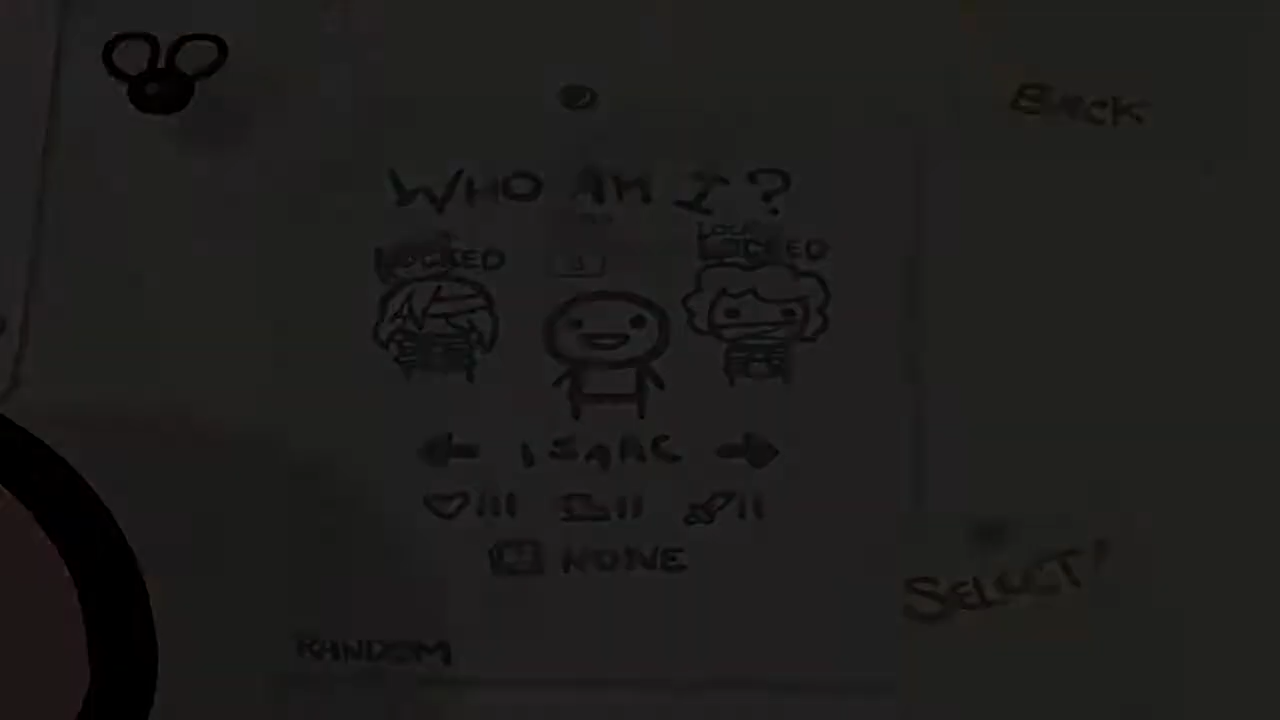 BACK
WHO AM I?
LOCKED LOCKED
ISAAC
NONE
SELECT!
RANDOM